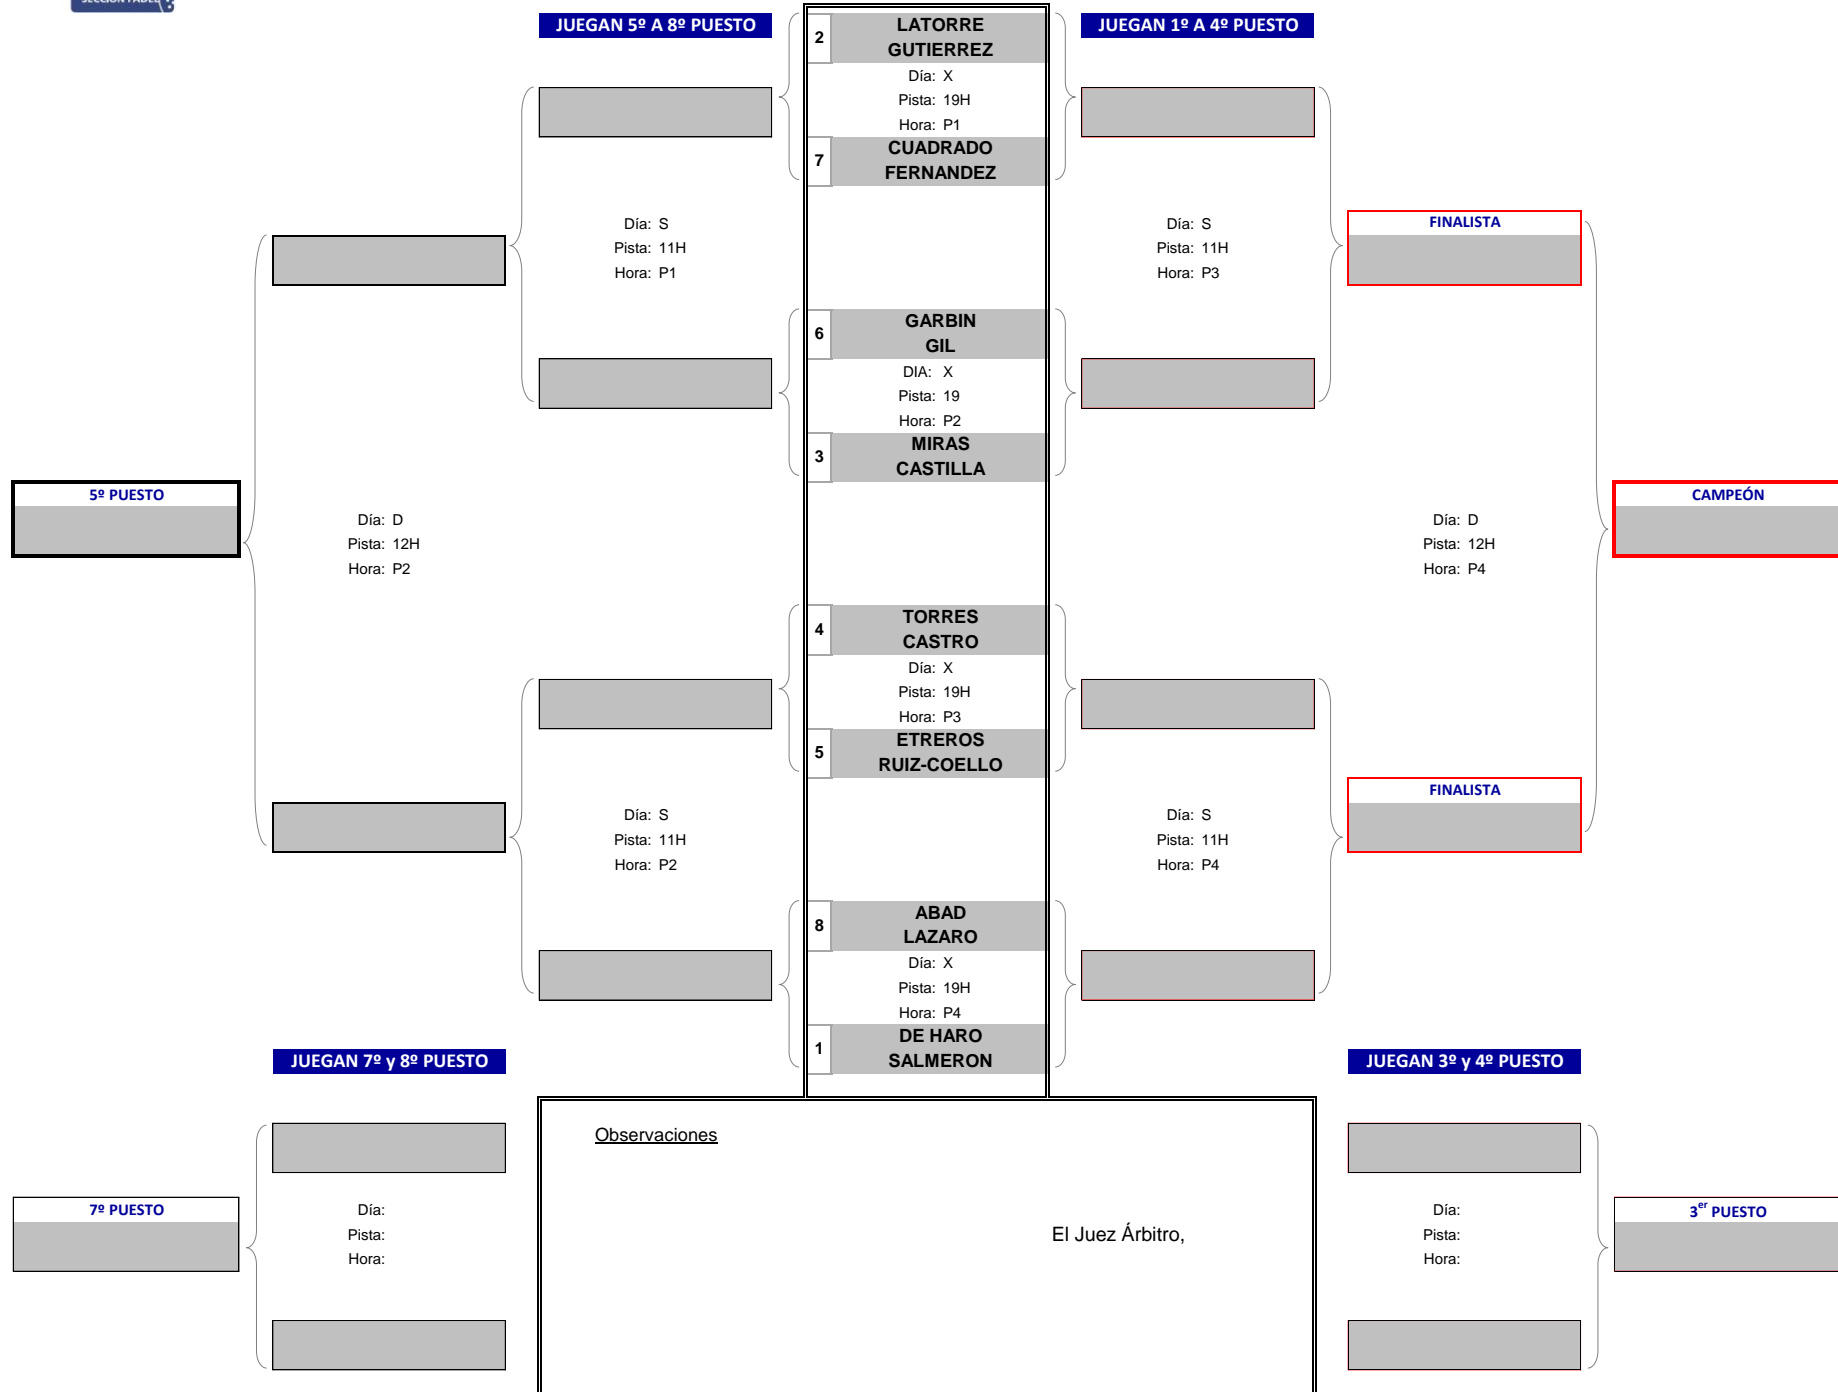 SECCIÓN PÁDEL
JUEGAN 5º A 8º PUESTO
JUEGAN 1º A 4º PUESTO
2
LATORRE
GUTIERREZ
Día: X
Pista: 19H
Hora: P1
7
CUADRADO
FERNANDEZ
Día: S
Pista: 11H
Hora: P1
Día: S
Pista: 11H
Hora: P3
FINALISTA
6
GARBIN
GIL
DIA: X
Pista: 19
Hora: P2
3
MIRAS
CASTILLA
5º PUESTO
Día: D
Pista: 12H
Hora: P2
Día: D
Pista: 12H
Hora: P4
CAMPEÓN
4
TORRES
CASTRO
Día: X
Pista: 19H
Hora: P3
5
ETREROS
RUIZ-COELLO
Día: S
Pista: 11H
Hora: P2
Día: S
Pista: 11H
Hora: P4
FINALISTA
8
ABAD
LAZARO
Día: X
Pista: 19H
Hora: P4
1
DE HARO
SALMERON
JUEGAN 7º y 8º PUESTO
JUEGAN 3º y 4º PUESTO
Observaciones
7º PUESTO
Día:
Pista:
Hora:
El Juez Árbitro,
Día:
Pista:
Hora:
3er PUESTO